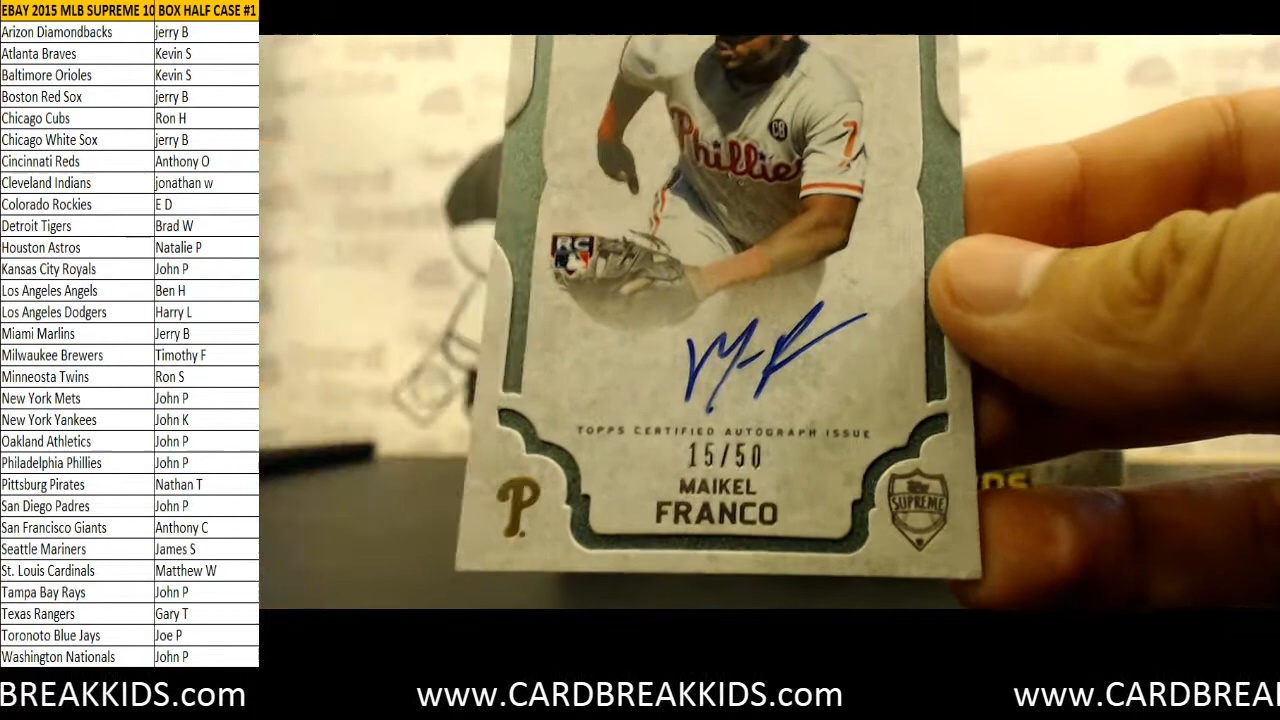 EBAY 2015 MLB SUPREME 10 BOX HALF CASE #1
Arizon Diamondbacks jerry B
Atlanta Braves Kevin S
Baltimore Orioles Kevin S
Boston Red Sox jerry B
Chicago Cubs Ron H
Chicago White Sox jerry B
Cincinnati Reds Anthony O
Cleveland Indians jonathan w
Colorado Rockies E D
Detroit Tigers Brad W
Houston Astros Natalie P
Kansas City Royals John P
Los Angeles Angels Ben H
Los Angeles Dodgers Harry L
Miami Marlins Jerry B
Milwaukee Brewers Timothy F
Minneosta Twins Ron S
New York Mets John P
New York Yankees John K
Oakland Athletics John P
Philadelphia Phillies John P
Pittsburg Pirates Nathan T
San Diego Padres John P
San Francisco Giants Anthony C
Seattle Mariners James S
St. Louis Cardinals Matthew W
Tampa Bay Rays John P
Texas Rangers Gary T
Toronoto Blue Jays Joe P
Washington Nationals John P
CB
7
Phillies
RC
TOPPS CERTIFIED AUTOGRAPH ISSUE
15/50
MAIKEL
FRANCO
P
Topps
SUPREME
BREAKKIDS.com www.CARDBREAKKIDS.com www.CARDBREA